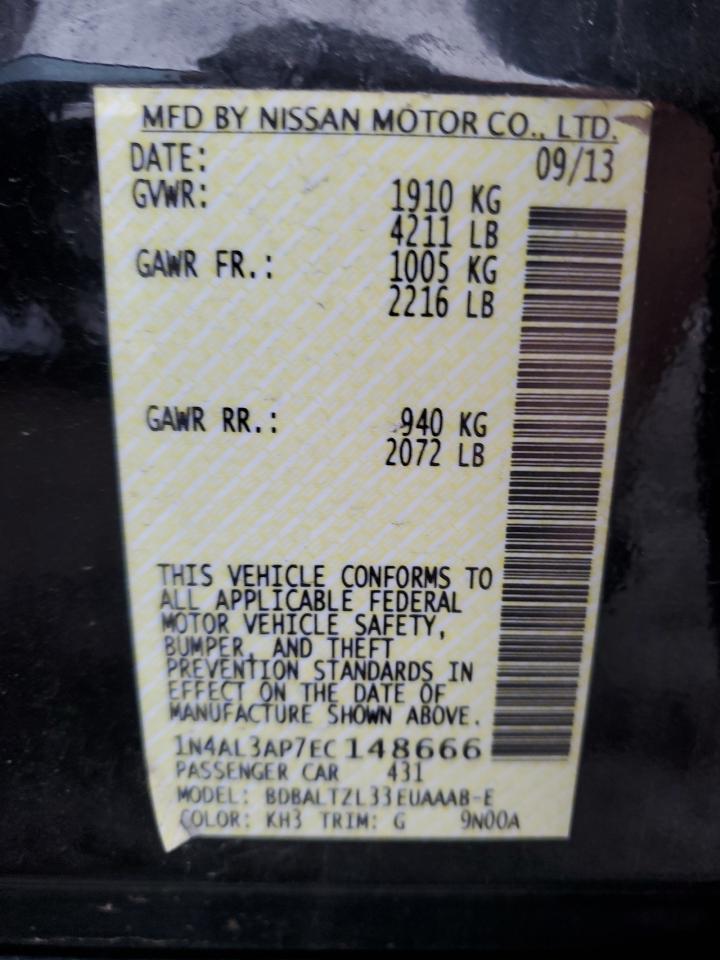 MFD BY NISSAN MOTOR CO., LTD.
DATE: 09/13
GVWR: 1910 KG
4211 LB
GAWR FR.: 1005 KG
2216 LB
GAWR RR.: 940 KG
2072 LB
THIS VEHICLE CONFORMS TO
ALL APPLICABLE FEDERAL
MOTOR VEHICLE SAFETY,
BUMPER, AND THEFT
PREVENTION STANDARDS IN
EFFECT ON THE DATE OF
MANUFACTURE SHOWN ABOVE.
1N4AL3AP7EC148666
PASSENGER CAR 431
MODEL: BDBALTZL33EUAAAB-E
COLOR: KH3 TRIM: G 9N00A